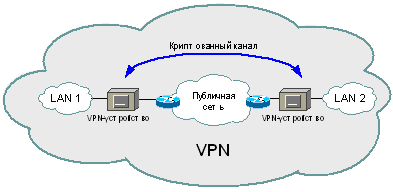 Крипт ованный канал
LAN 1
Публичная
сет ь
LAN 2
VPN-уст ройст во
VPN-уст ройст во
VPN